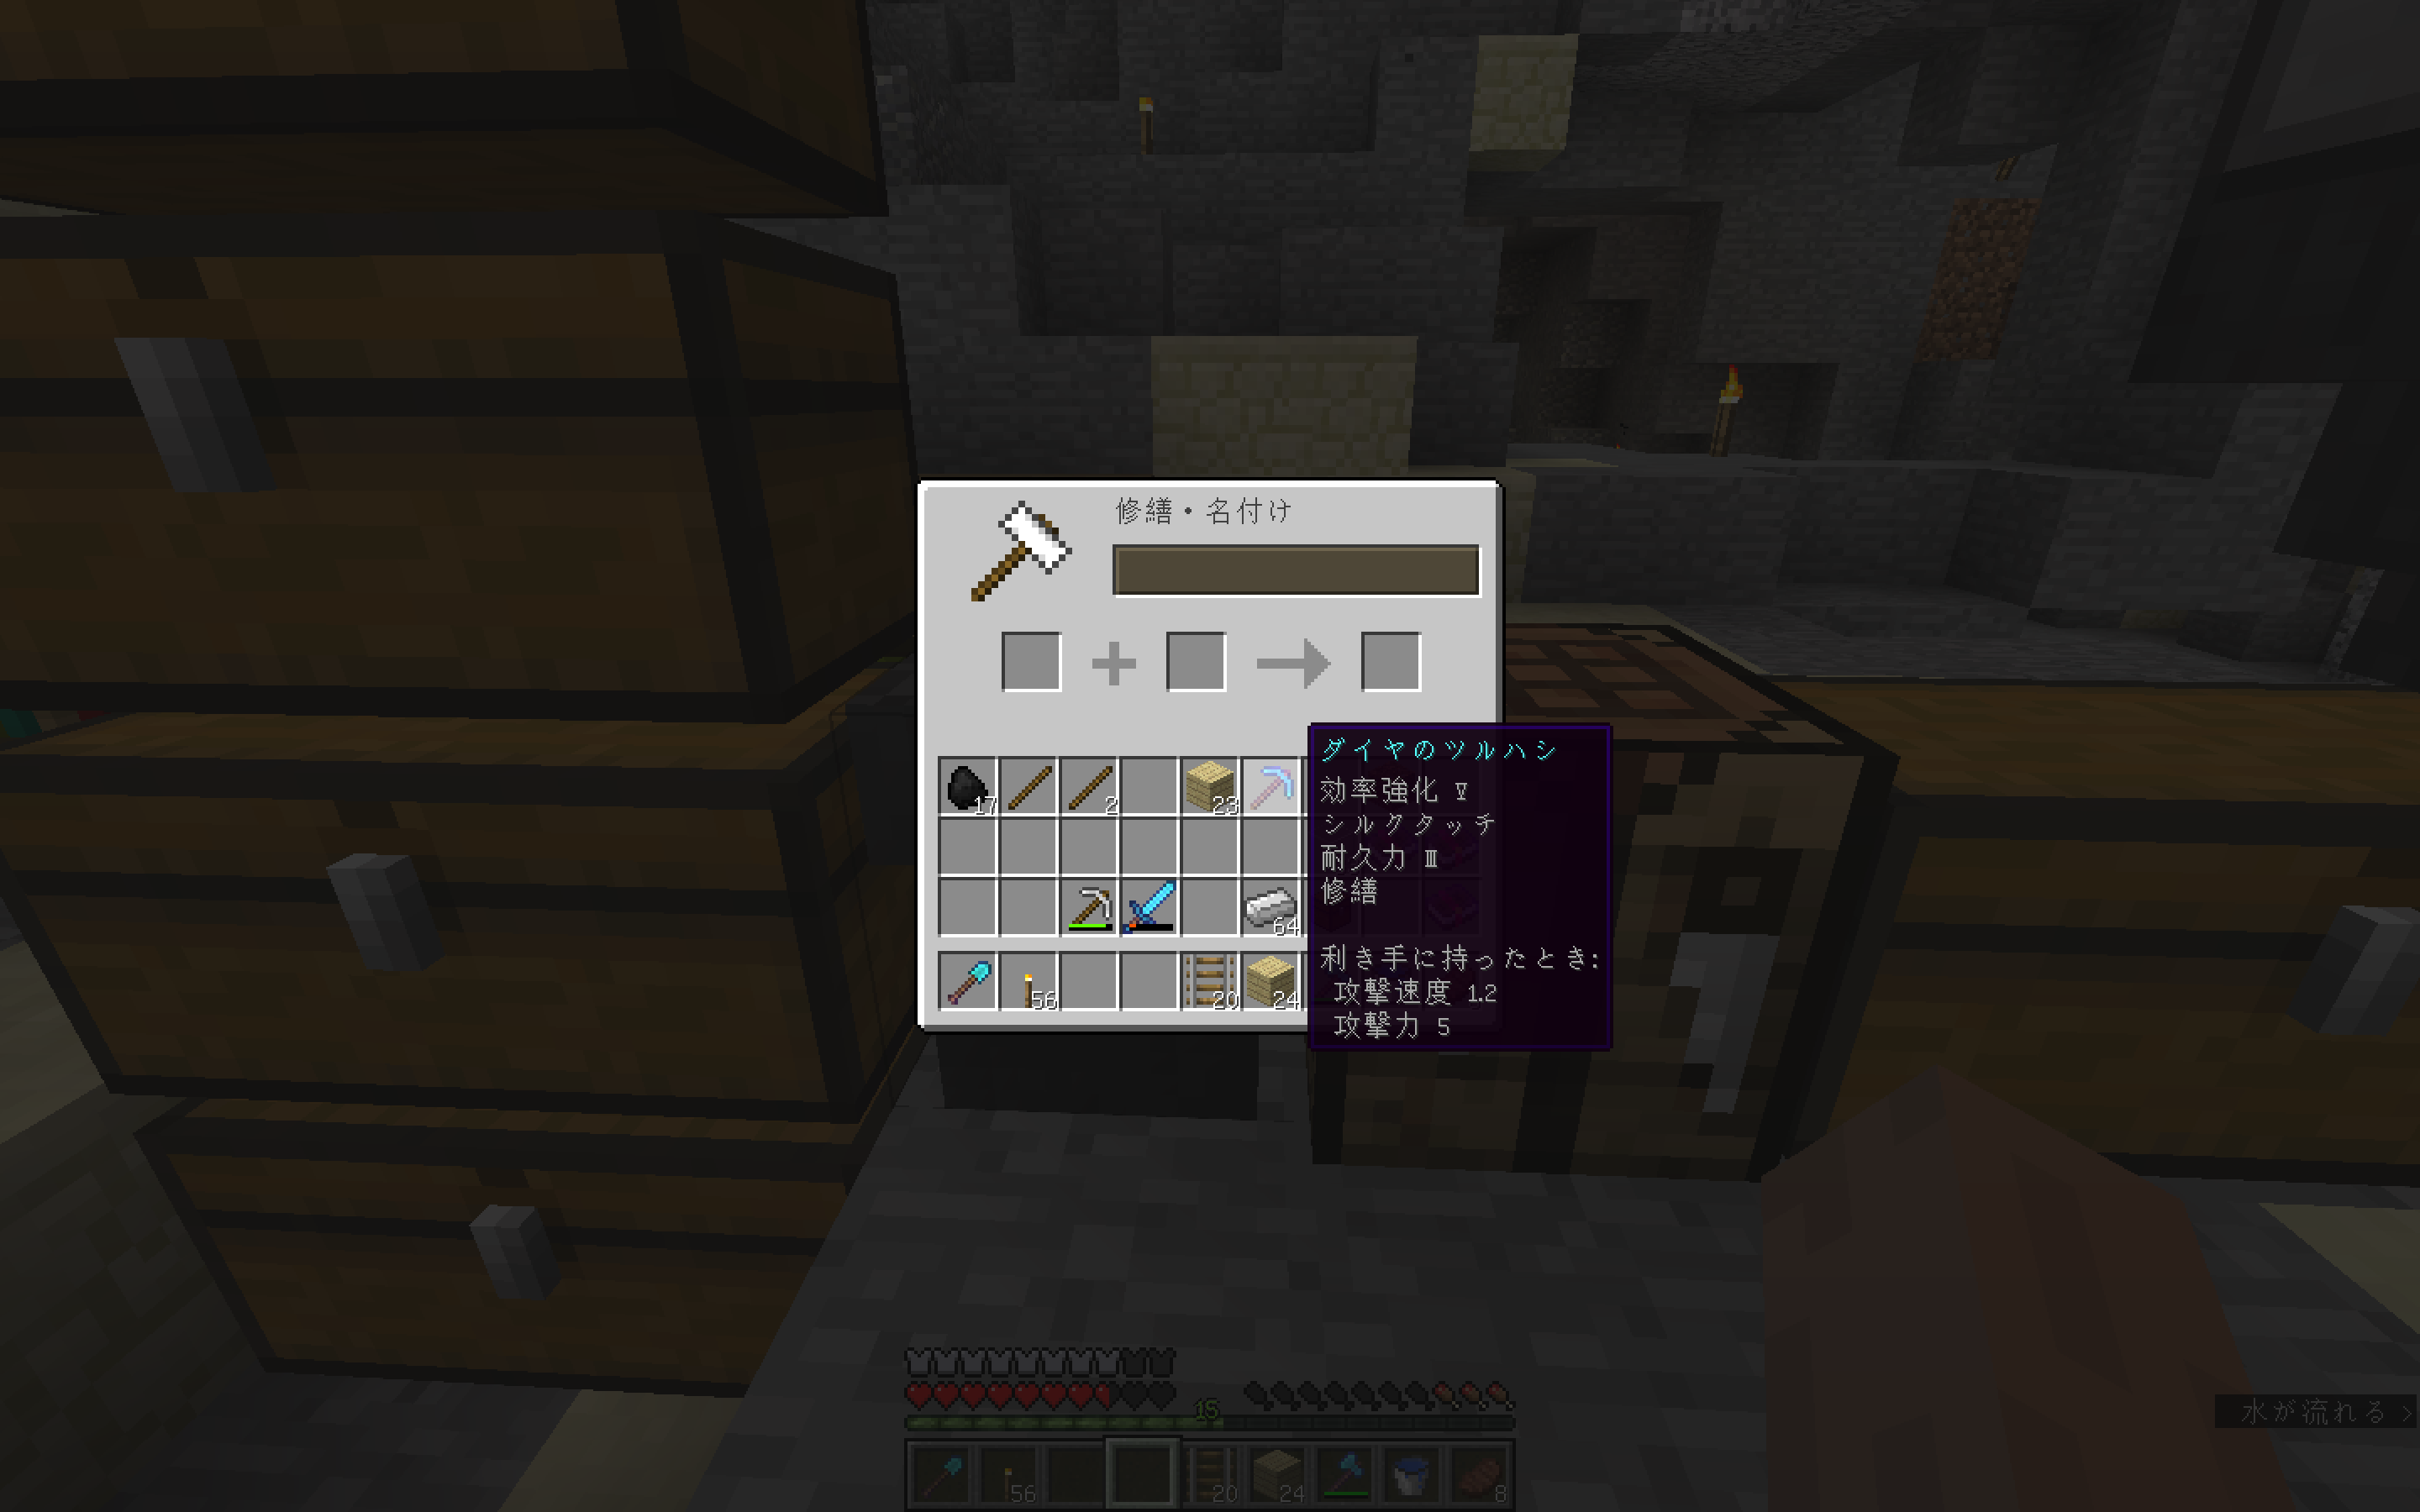 修繕・名付け
17
2
23
ダイヤのツルハシ
効率強化 Ⅴ
シルクタッチ
耐久力 Ⅲ
修繕
64
利き手に持ったとき:
攻撃速度 1.2
攻撃力 5
56
20
24
15
水が流れる >
56
20
24
8